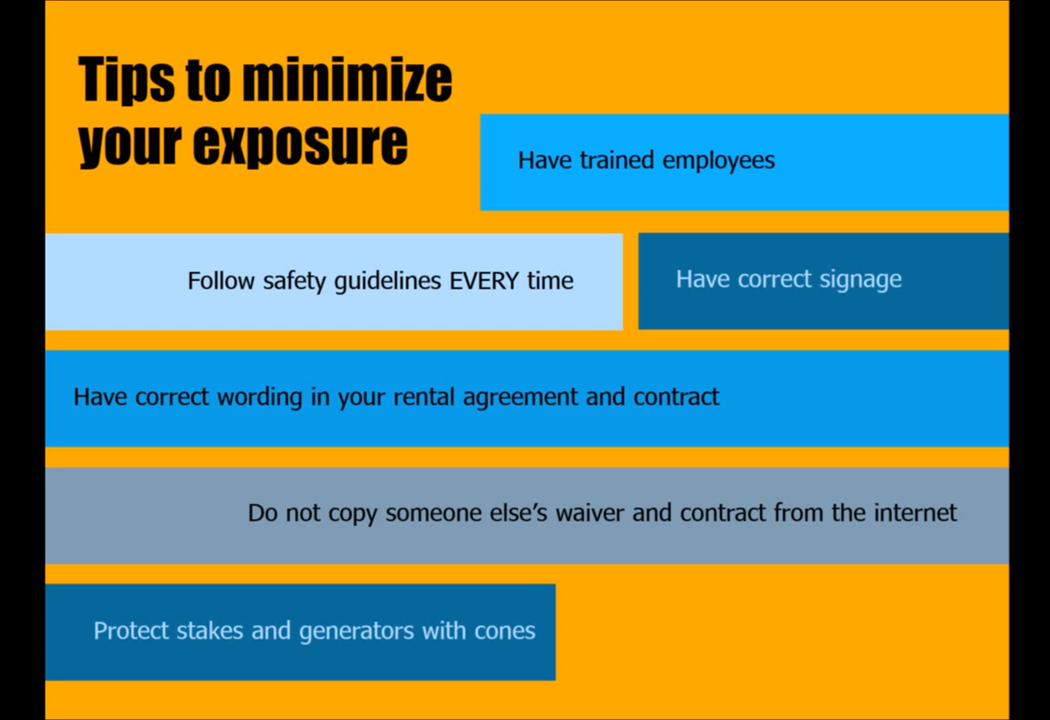 Tips to minimize
your exposure
Have trained employees
Follow safety guidelines EVERY time
Have correct signage
Have correct wording in your rental agreement and contract
Do not copy someone else’s waiver and contract from the internet
Protect stakes and generators with cones